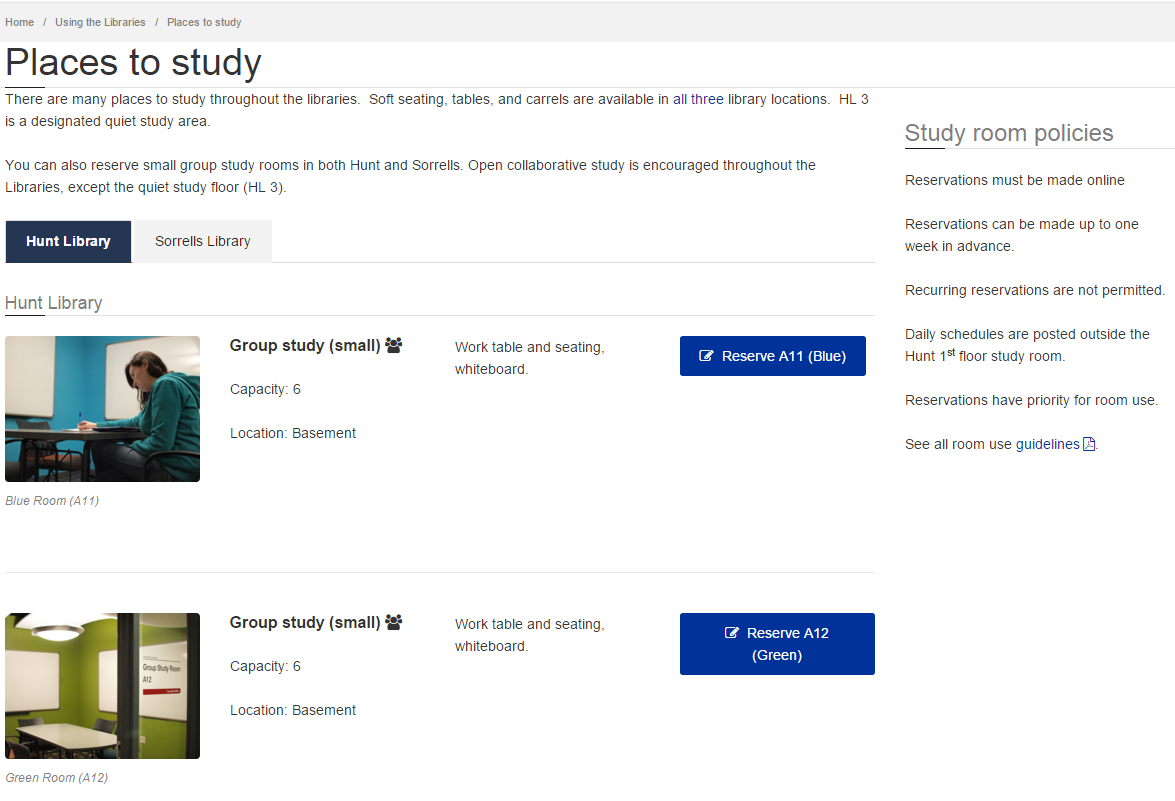 Home / Using the Libraries / Places to study
Places to study
There are many places to study throughout the libraries. Soft seating, tables, and carrels are available in all three library locations. HL 3
is a designated quiet study area.
You can also reserve small group study rooms in both Hunt and Sorrells. Open collaborative study is encouraged throughout the
Libraries, except the quiet study floor (HL 3).
Hunt Library
Sorrells Library
Hunt Library
Group study (small)
Capacity: 6
Location: Basement
Work table and seating,
whiteboard.
Reserve A11 (Blue)
Blue Room (A11)
Group Study Room
A12
Group study (small)
Capacity: 6
Location: Basement
Work table and seating,
whiteboard.
Reserve A12
(Green)
Green Room (A12)
Study room policies
Reservations must be made online
Reservations can be made up to one
week in advance.
Recurring reservations are not permitted.
Daily schedules are posted outside the
Hunt 1st floor study room.
Reservations have priority for room use.
See all room use guidelines.